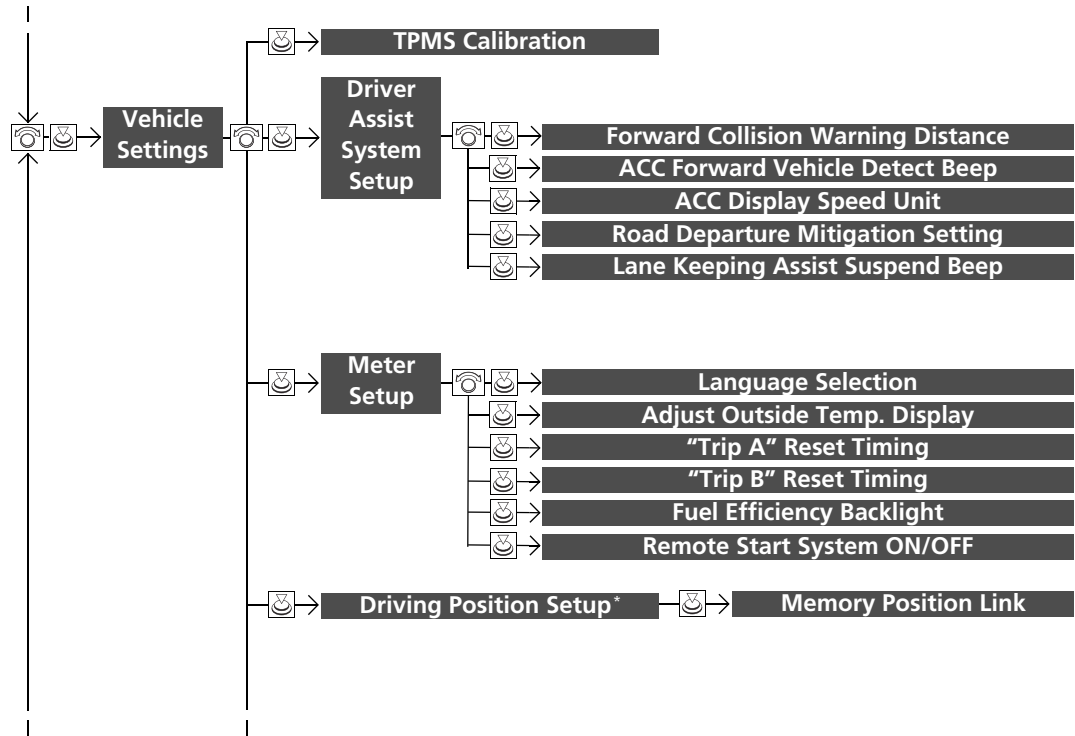 TPMS Calibration
Vehicle
Settings
Driver
Assist
System
Setup
Forward Collision Warning Distance
ACC Forward Vehicle Detect Beep
ACC Display Speed Unit
Road Departure Mitigation Setting
Lane Keeping Assist Suspend Beep
Meter
Setup
Language Selection
Adjust Outside Temp. Display
“Trip A” Reset Timing
“Trip B” Reset Timing
Fuel Efficiency Backlight
Remote Start System ON/OFF
Driving Position Setup*
Memory Position Link